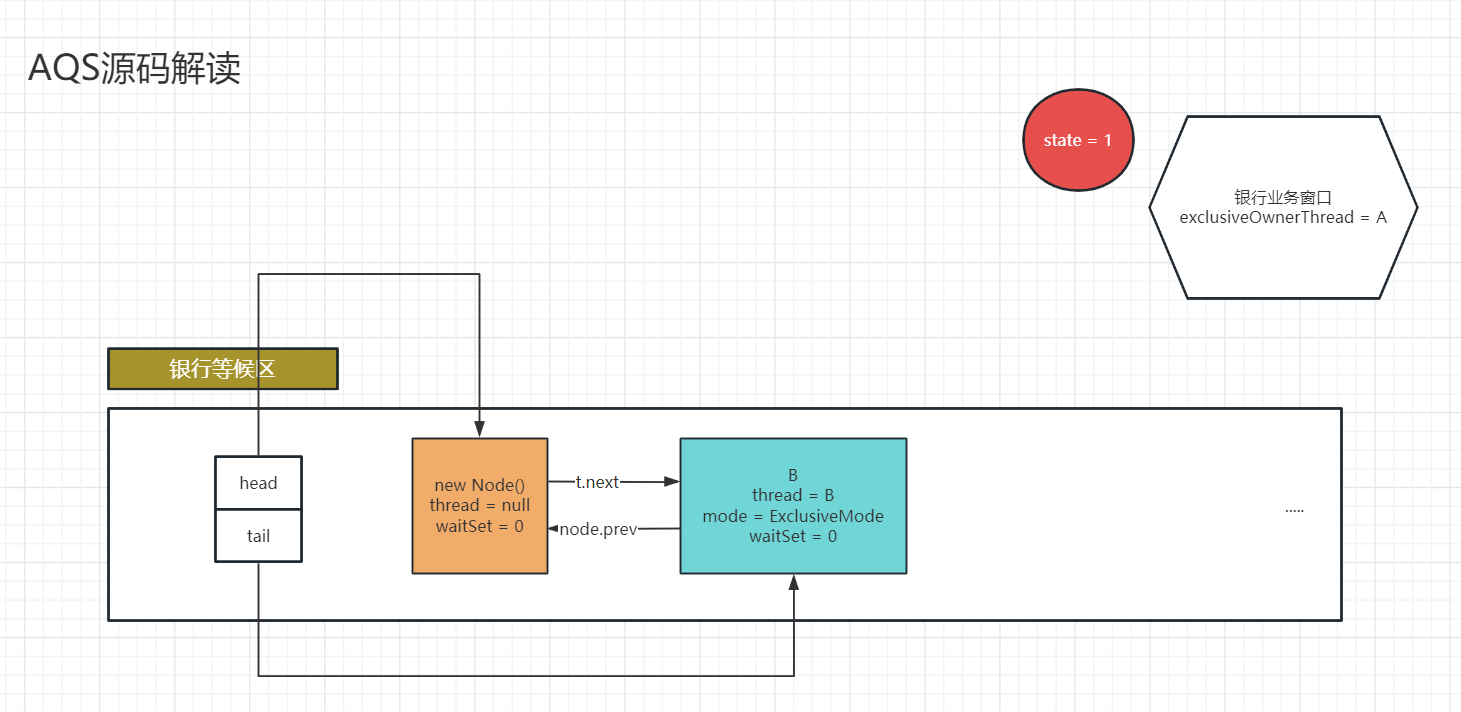 AQS源码解读
state = 1
银行业务窗口
exclusiveOwnerThread = A
银行等候区
head
tail
new Node()
thread = null
waitSet = 0
t.next
node.prev
B
thread = B
mode = ExclusiveMode
waitSet = 0
.....